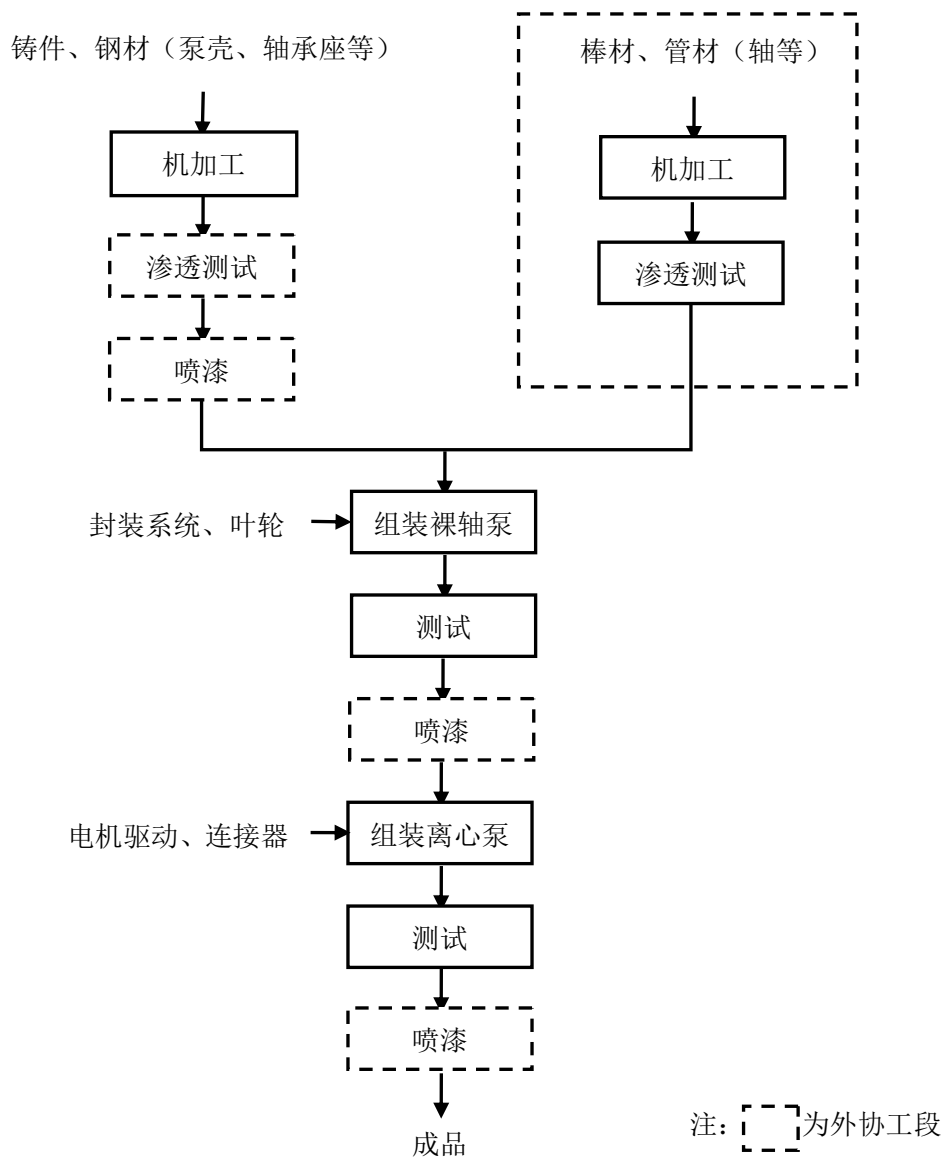 铸件、钢材（泵壳、轴承座等）
机加工
渗透测试
喷漆
棒材、管材（轴等）
机加工
渗透测试
封装系统、叶轮
组装裸轴泵
测试
喷漆
电机驱动、连接器
组装离心泵
测试
喷漆
成品
注：为外协工段